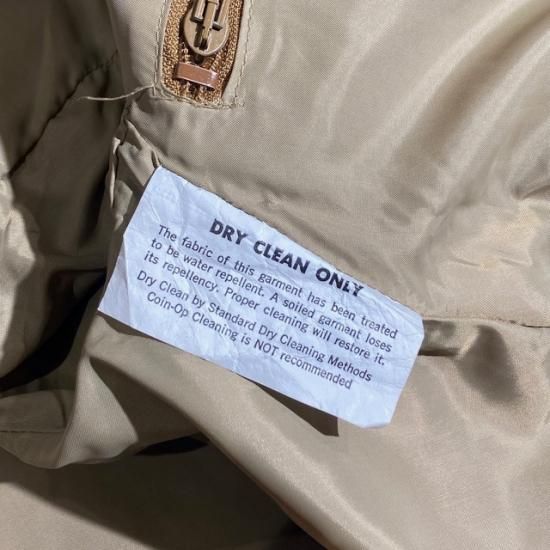 DRY CLEAN ONLY
The fabric of this garment has been treated
to be water repellent. A soiled garment loses
its repellency. Proper cleaning will restore it.
Dry Clean by Standard Dry Cleaning Methods
Coin-Op Cleaning is NOT recommended